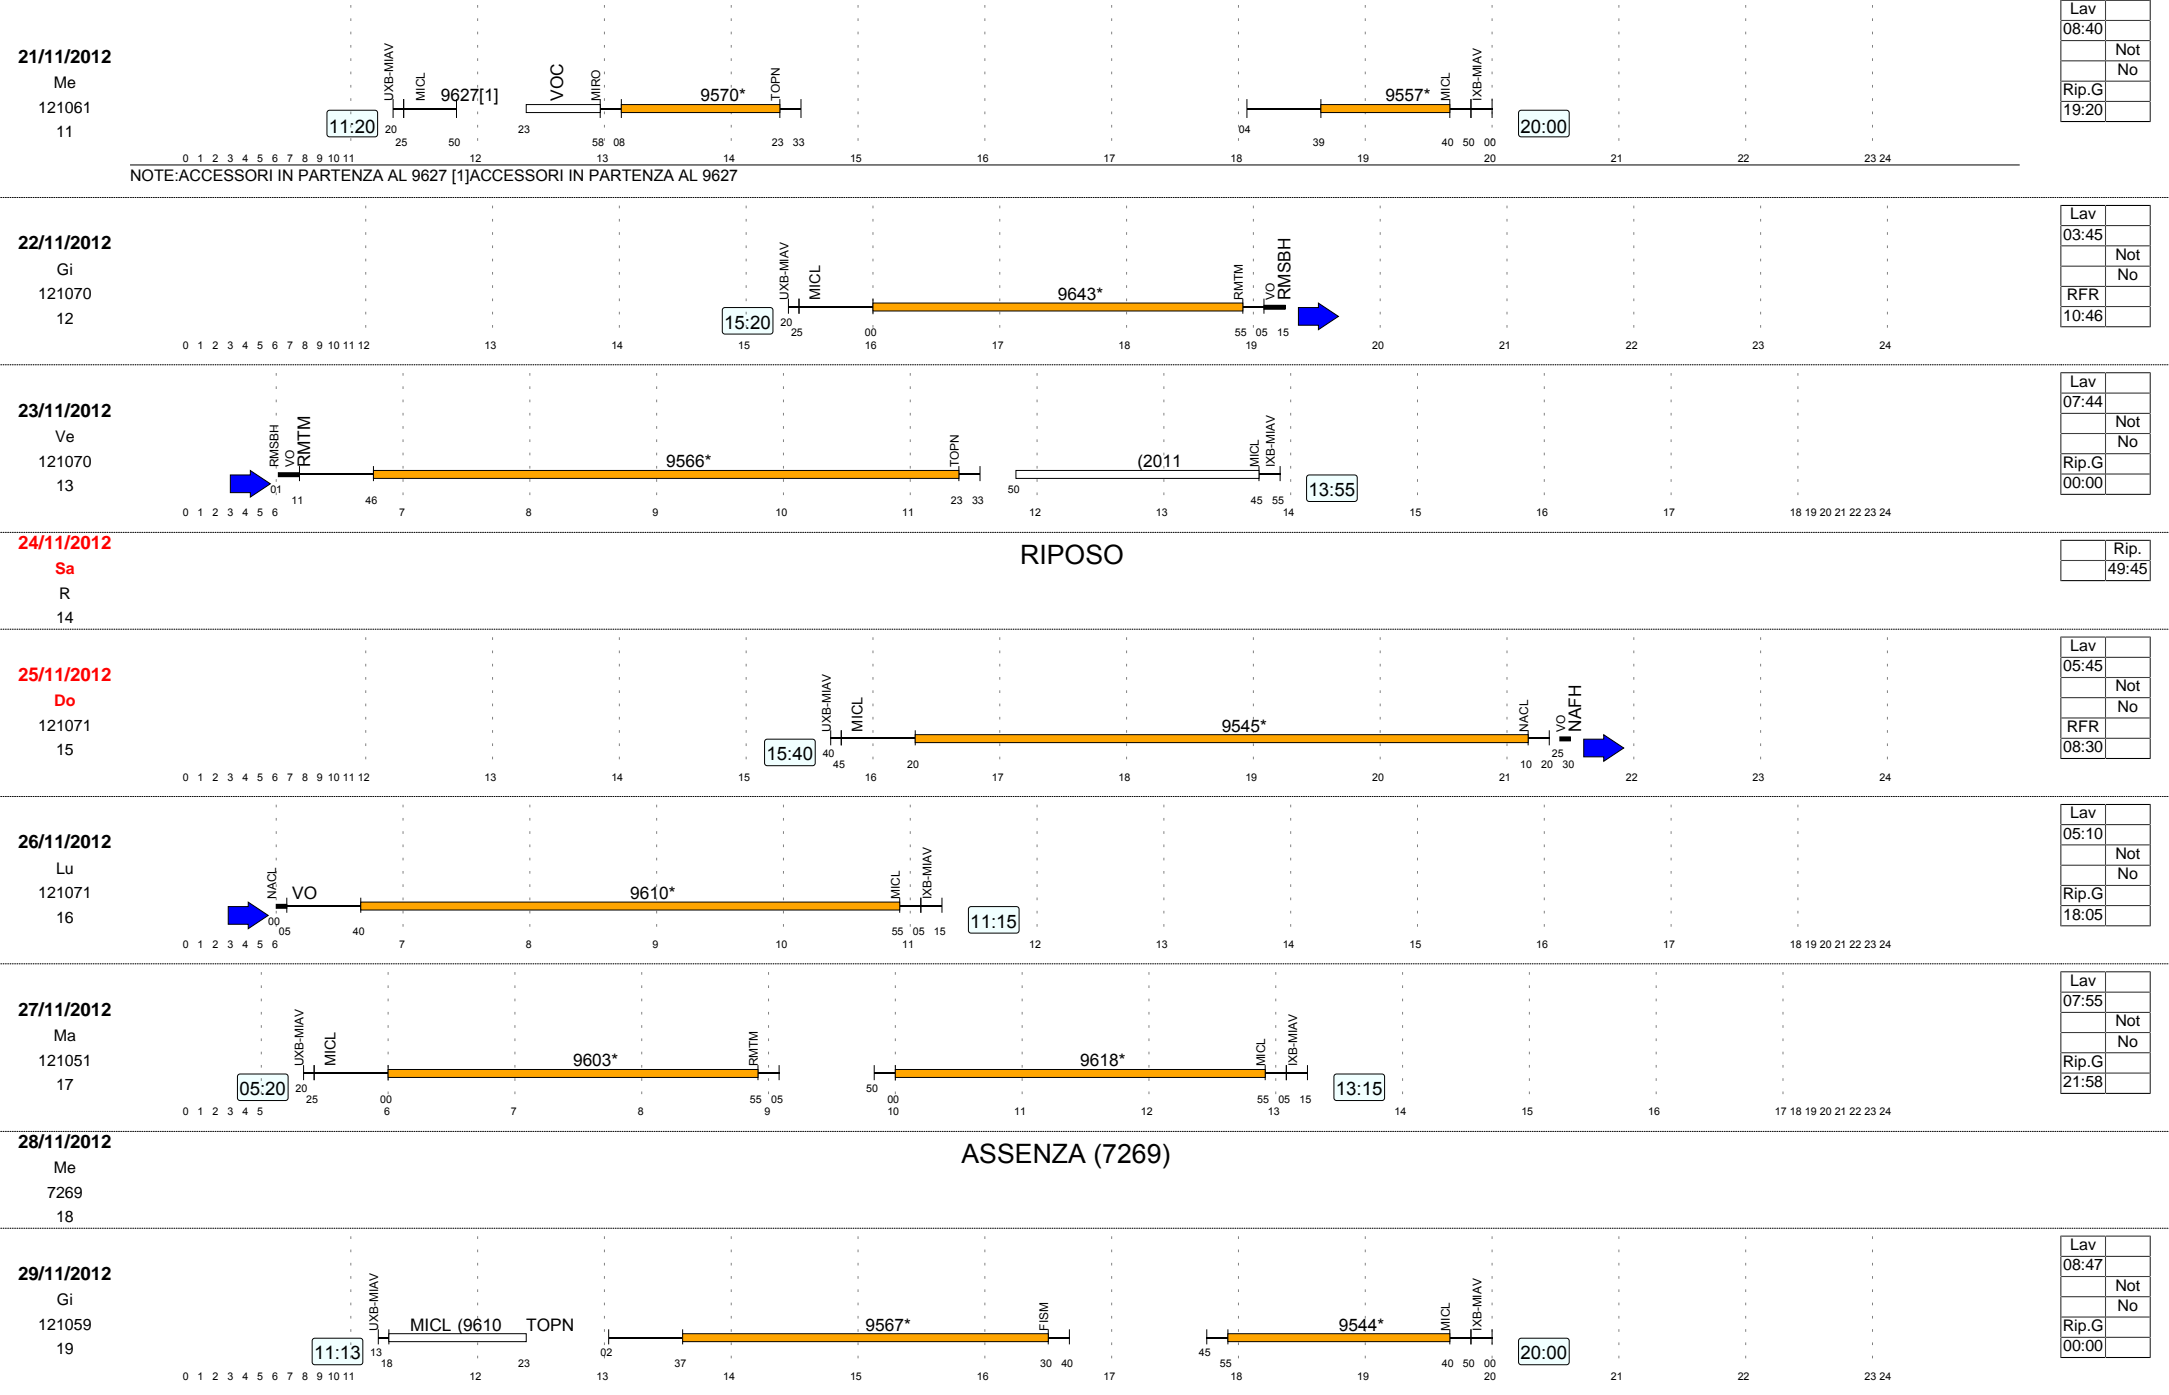 21/11/2012
Me
121061
11
11:20
UXB-MIAV
MICL
9627[1]
VOC
MIRO
9570*
TOPN
9557*
MICL
IXB-MIAV
20:00
20 25 50 23 58 08 23 33 04 39 40 50 00
0 1 2 3 4 5 6 7 8 9 10 11 12 13 14 15 16 17 18 19 20 21 22 23 24
Lav
08:40
Not
No
Rip.G
19:20
NOTE:ACCESSORI IN PARTENZA AL 9627 [1]ACCESSORI IN PARTENZA AL 9627
22/11/2012
Gi
121070
12
15:20
UXB-MIAV
MICL
9643*
RMTM
VO
RMSBH
20 25 00 55 05 15
0 1 2 3 4 5 6 7 8 9 10 11 12 13 14 15 16 17 18 19 20 21 22 23 24
Lav
03:45
Not
No
RFR
10:46
23/11/2012
Ve
121070
13
RMSBH
VO
RMTM
9566*
TOPN
(2011
MICL
IXB-MIAV
13:55
01 11 46 23 33 50 45 55
0 1 2 3 4 5 6 7 8 9 10 11 12 13 14 15 16 17 18 19 20 21 22 23 24
Lav
07:44
Not
No
Rip.G
00:00
24/11/2012
Sa
R
14
RIPOSO
Rip.
49:45
25/11/2012
Do
121071
15
15:40
UXB-MIAV
MICL
9545*
NACL
VO
NAFH
40 45 20 10 20 25 30
0 1 2 3 4 5 6 7 8 9 10 11 12 13 14 15 16 17 18 19 20 21 22 23 24
Lav
05:45
Not
No
RFR
08:30
26/11/2012
Lu
121071
16
NACL
VO
9610*
MICL
IXB-MIAV
11:15
00 05 40 55 05 15
0 1 2 3 4 5 6 7 8 9 10 11 12 13 14 15 16 17 18 19 20 21 22 23 24
Lav
05:10
Not
No
Rip.G
18:05
27/11/2012
Ma
121051
17
05:20
UXB-MIAV
MICL
9603*
RMTM
9618*
MICL
IXB-MIAV
13:15
20 25 00 55 05 50 00 55 05 15
0 1 2 3 4 5 6 7 8 9 10 11 12 13 14 15 16 17 18 19 20 21 22 23 24
Lav
07:55
Not
No
Rip.G
21:58
28/11/2012
Me
7269
18
ASSENZA (7269)
29/11/2012
Gi
121059
19
11:13
UXB-MIAV
MICL (9610
TOPN
9567*
FISM
9544*
MICL
IXB-MIAV
20:00
13 18 23 02 37 30 40 45 55 40 50 00
0 1 2 3 4 5 6 7 8 9 10 11 12 13 14 15 16 17 18 19 20 21 22 23 24
Lav
08:47
Not
No
Rip.G
00:00